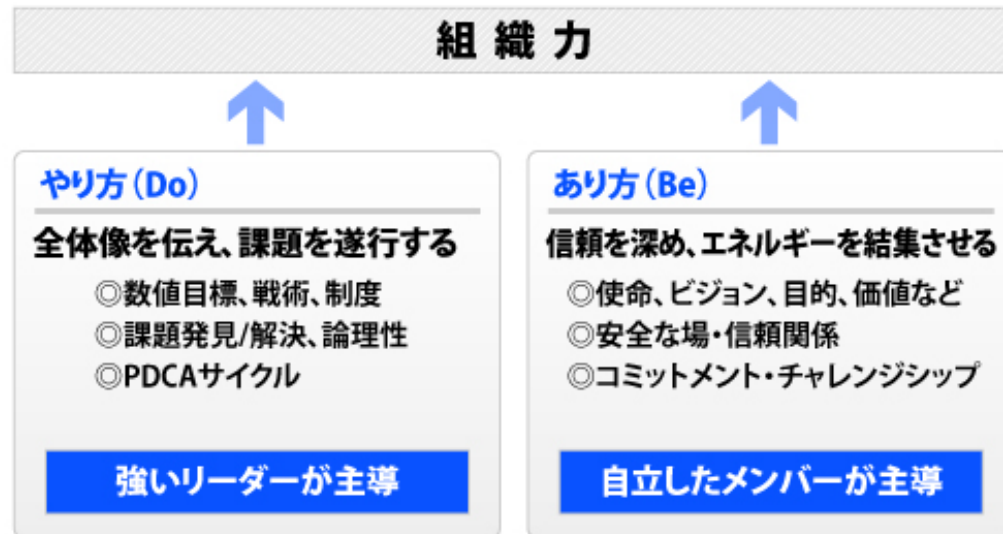 組織力
やり方(Do)
全体像を伝え、課題を遂行する
◎数値目標、戦術、制度
◎課題発見/解決、論理性
◎PDCAサイクル
強いリーダーが主導
あり方(Be)
信頼を深め、エネルギーを結集させる
◎使命、ビジョン、目的、価値など
◎安全な場・信頼関係
◎コミットメント・チャレンジシップ
自立したメンバーが主導